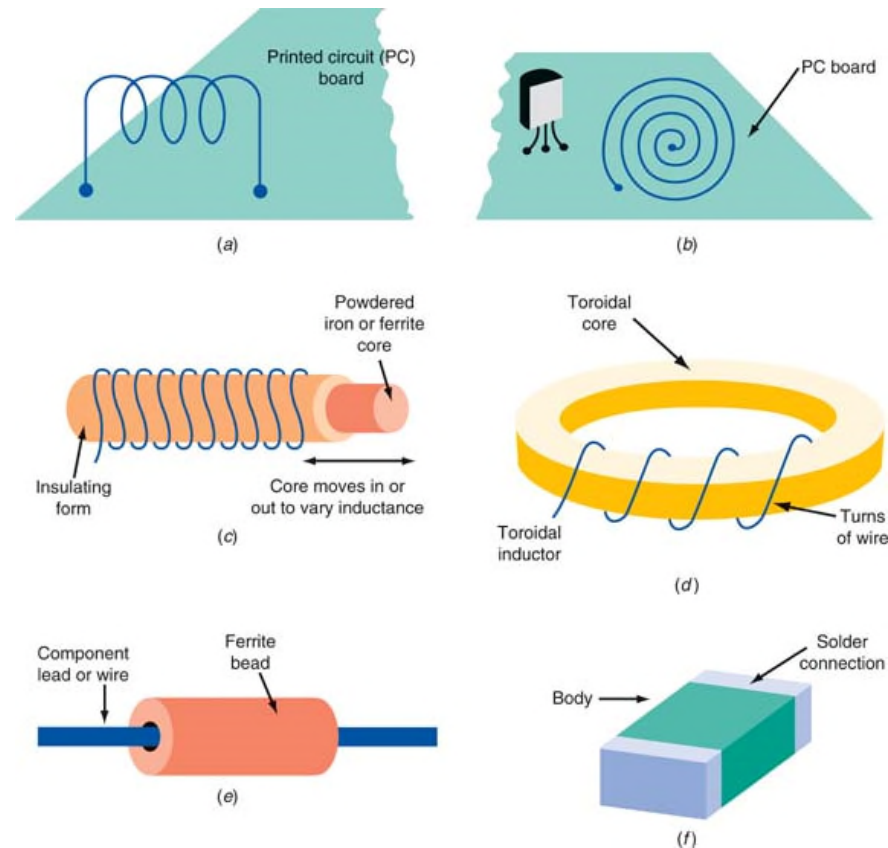 Printed circuit (PC)
board
(a)
PC board
(b)
Powdered
iron or ferrite
core
Insulating
form
Core moves in or
out to vary inductance
(c)
Toroidal
core
Toroidal
inductor
Turns
of wire
(d)
Component
lead or wire
Ferrite
bead
(e)
Solder
connection
Body
(f)